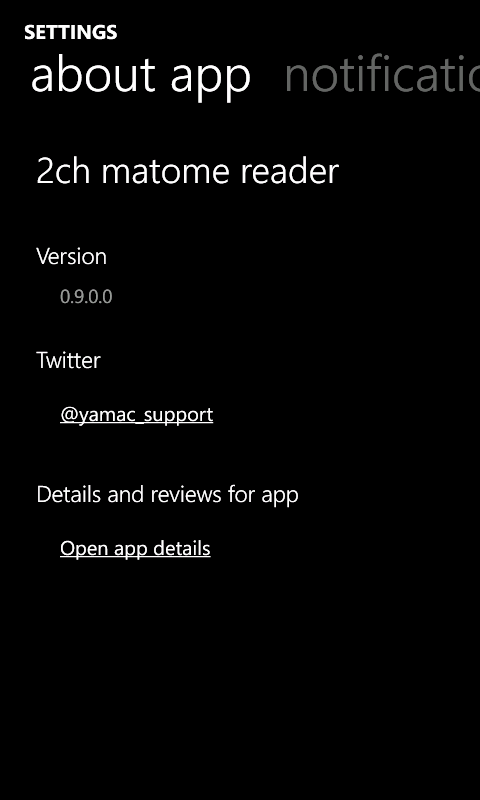 SETTINGS
about app notificatio
2ch matome reader
Version
0.9.0.0
Twitter
@yamac_support
Details and reviews for app
Open app details